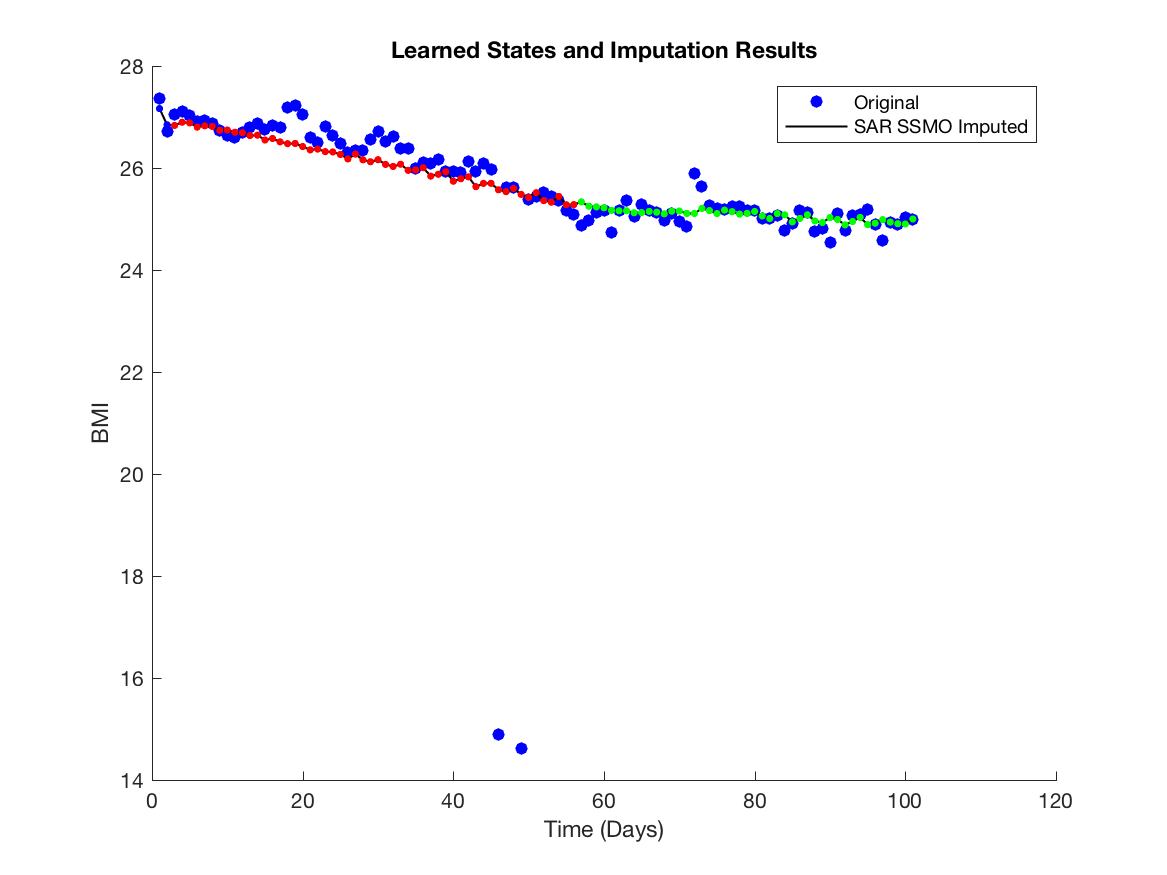 Learned States and Imputation Results
Original
SAR SSMO Imputed
28
26
24
22
20
18
16
14
BMI
0 20 40 60 80 100 120
Time (Days)